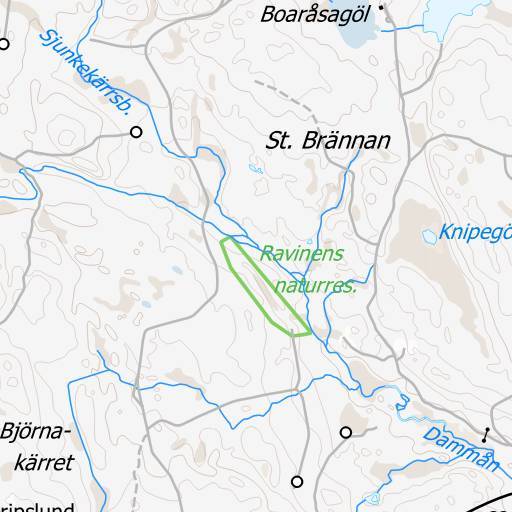 Boaråsagöl
Sjunkekärrsb.
St. Brännan
Knipegö
Ravinens
naturres.
Björna-
kärret
Dammån
ripslund